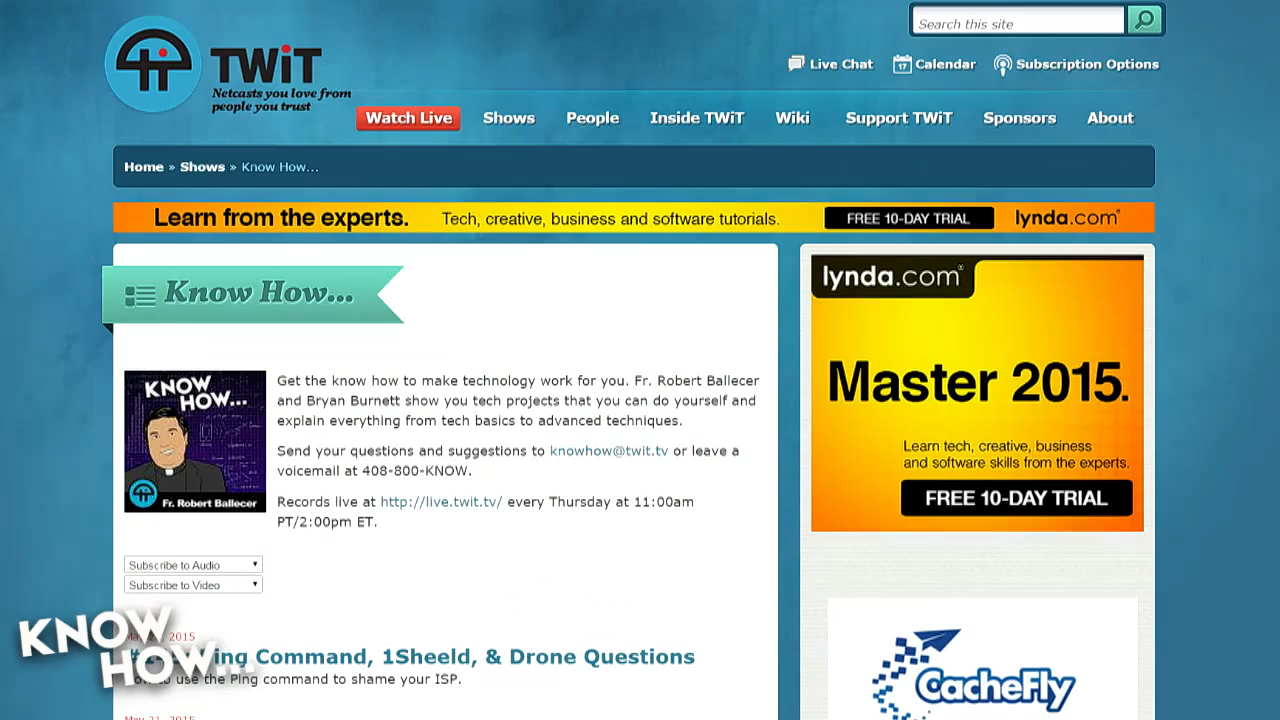 Search this site
Live Chat
17
Calendar
Subscription Options
TWiT
Netcasts you love from
people you trust
Watch Live
Shows
People
Inside TWiT
Wiki
Support TWiT
Sponsors
About
Home » Shows » Know How...
Learn from the experts. Tech, creative, business and software tutorials. FREE 10-DAY TRIAL lynda.com®
Know How...
KNOW
HOW...
Fr. Robert Ballecer
Get the know how to make technology work for you. Fr. Robert Ballecer
and Bryan Burnett show you tech projects that you can do yourself and
explain everything from tech basics to advanced techniques.
Send your questions and suggestions to knowhow@twit.tv or leave a
voicemail at 408-800-KNOW.
Records live at http://live.twit.tv/ every Thursday at 11:00am
PT/2:00pm ET.
Subscribe to Audio
Subscribe to Video
2015
Ping Command, 1Sheeld, & Drone Questions
to use the Ping command to shame your ISP.
May 21, 2015
KNOW
HOW...
lynda.com®
Master 2015.
Learn tech, creative, business
and software skills from the experts.
FREE 10-DAY TRIAL
CacheFly